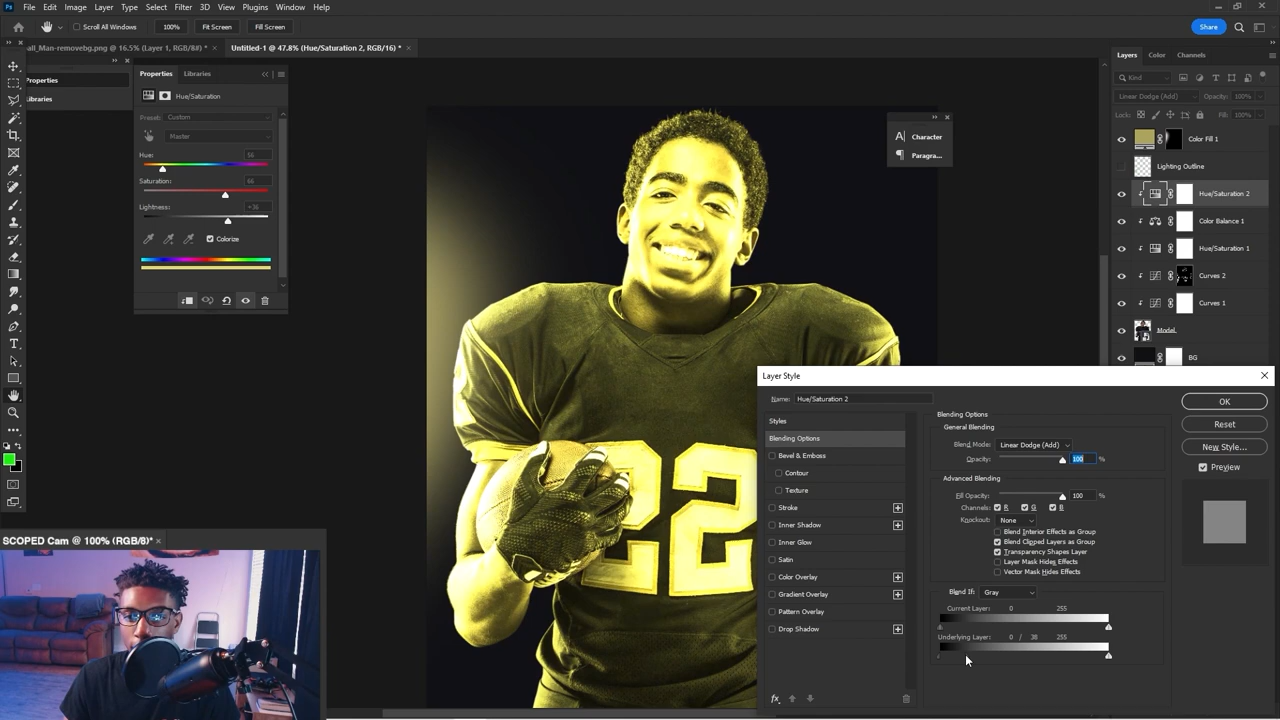 Ps File Edit Image Layer Type Select Filter 3D View Plugins Window Help
Scroll All Windows 100% Fit Screen Fill Screen Share
all_Man-removebg.png @ 16.5% (Layer 1, RGB/8#) * × Untitled-1 @ 47.8% (Hue/Saturation 2, RGB/16) * ×
Properties
Libraries
Properties Libraries
Hue/Saturation
Preset: Custom
Master
Hue: 56
Saturation: 66
Lightness: +36
Colorize
Character
Paragra...
Layers Color Channels
Kind
Linear Dodge (Add) Opacity: 100%
Lock: Fill: 100%
Color Fill 1
Lighting Outline
Hue/Saturation 2
Color Balance 1
Hue/Saturation 1
Curves 2
Curves 1
Model
BG
22
Layer Style
Name: Hue/Saturation 2
Styles
Blending Options
Bevel & Emboss
Contour
Texture
Stroke
Inner Shadow
Inner Glow
Satin
Color Overlay
Gradient Overlay
Pattern Overlay
Drop Shadow
fx
Blending Options
General Blending
Blend Mode: Linear Dodge (Add)
Opacity: 100 %
Advanced Blending
Fill Opacity: 100 %
Channels: R G B
Knockout: None
Blend Interior Effects as Group
Blend Clipped Layers as Group
Transparency Shapes Layer
Layer Mask Hides Effects
Vector Mask Hides Effects
Blend If: Gray
Current Layer: 0 255
Underlying Layer: 0 / 38 255
OK
Reset
New Style...
Preview
SCOPED Cam @ 100% (RGB/8)* ×